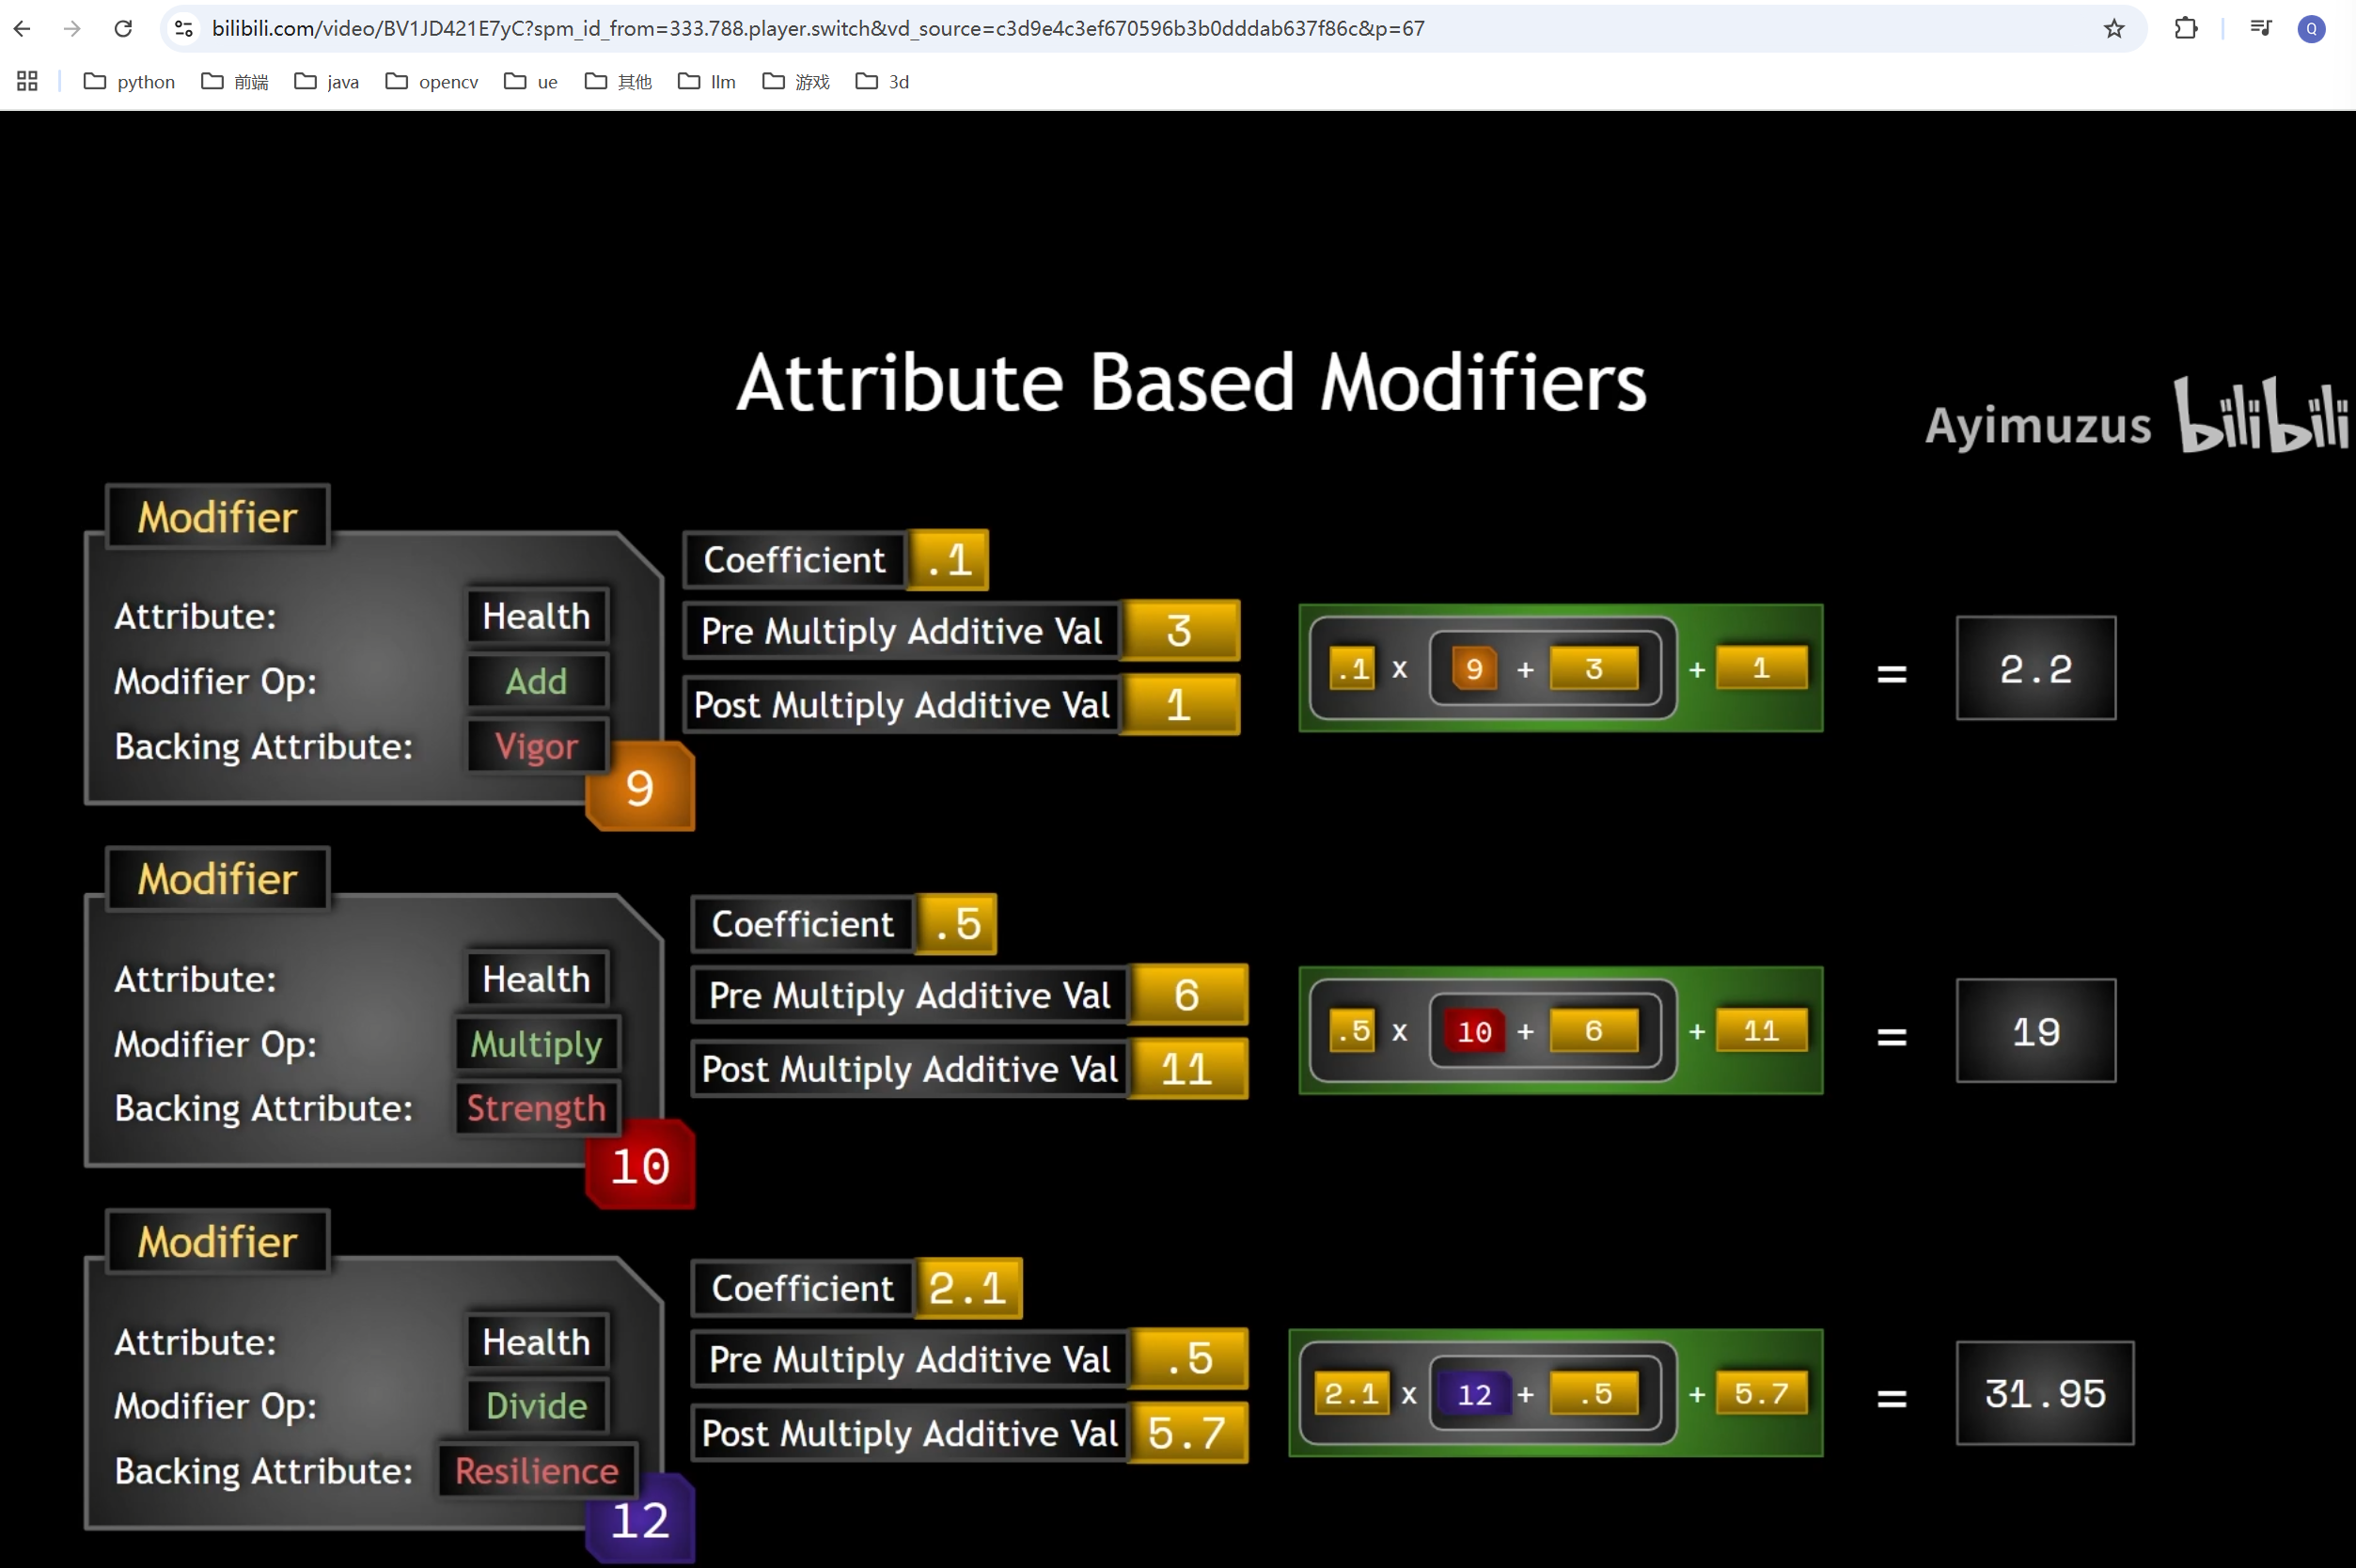 bilibili.com/video/BV1JD421E7yC?spm_id_from=333.788.player.switch&vd_source=c3d9e4c3ef670596b3b0dddab637f86c&p=67
Q
python 前端 java opencv ue 其他 llm 游戏 3d
Attribute Based Modifiers
Ayimuzus bilibili
Modifier
Attribute: Health
Modifier Op: Add
Backing Attribute: Vigor
9
Coefficient .1
Pre Multiply Additive Val 3
Post Multiply Additive Val 1
.1 x 9 + 3 + 1 = 2.2
Modifier
Attribute: Health
Modifier Op: Multiply
Backing Attribute: Strength
10
Coefficient .5
Pre Multiply Additive Val 6
Post Multiply Additive Val 11
.5 x 10 + 6 + 11 = 19
Modifier
Attribute: Health
Modifier Op: Divide
Backing Attribute: Resilience
12
Coefficient 2.1
Pre Multiply Additive Val .5
Post Multiply Additive Val 5.7
2.1 x 12 + .5 + 5.7 = 31.95